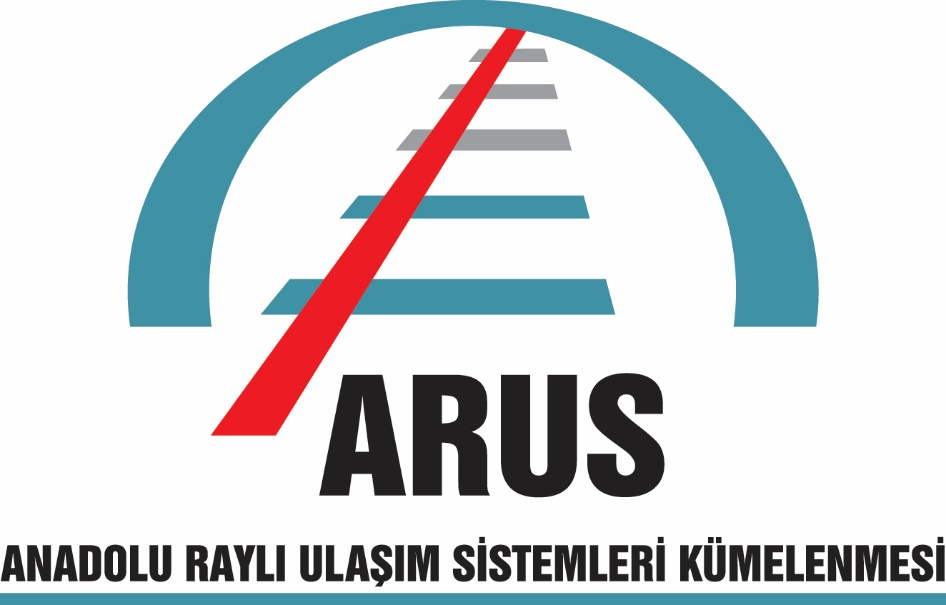 ARUS
ANADOLU RAYLI ULAŞIM SİSTEMLERİ KÜMELENMESİ